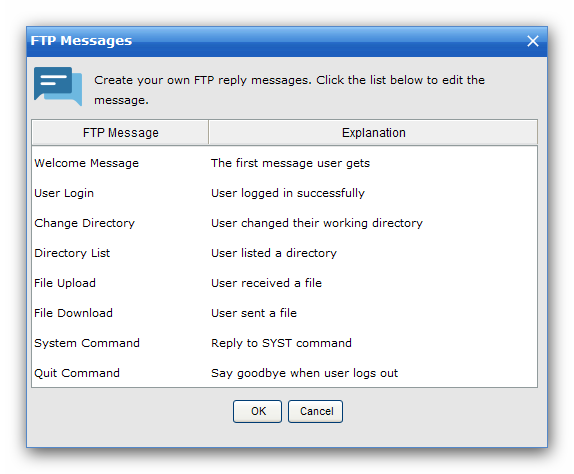 FTP Messages
Create your own FTP reply messages. Click the list below to edit the
message.
FTP Message Explanation
Welcome Message The first message user gets
User Login User logged in successfully
Change Directory User changed their working directory
Directory List User listed a directory
File Upload User received a file
File Download User sent a file
System Command Reply to SYST command
Quit Command Say goodbye when user logs out
OK Cancel